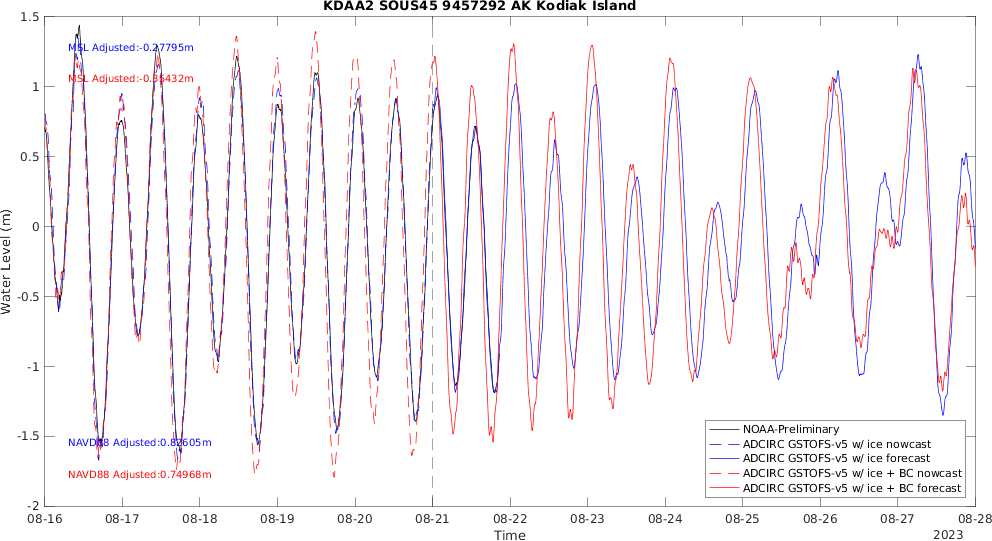 KDAA2 SOUS45 9457292 AK Kodiak Island
1.5
1
0.5
0
-0.5
-1
-1.5
-2
Water Level (m)
MSL Adjusted:-0.27795m
MSL Adjusted:-0.35432m
NAVD88 Adjusted:0.82605m
NAVD88 Adjusted:0.74968m
NOAA-Preliminary
ADCIRC GSTOFS-v5 w/ ice nowcast
ADCIRC GSTOFS-v5 w/ ice forecast
ADCIRC GSTOFS-v5 w/ ice + BC nowcast
ADCIRC GSTOFS-v5 w/ ice + BC forecast
08-16 08-17 08-18 08-19 08-20 08-21 08-22 08-23 08-24 08-25 08-26 08-27 08-28
Time
2023